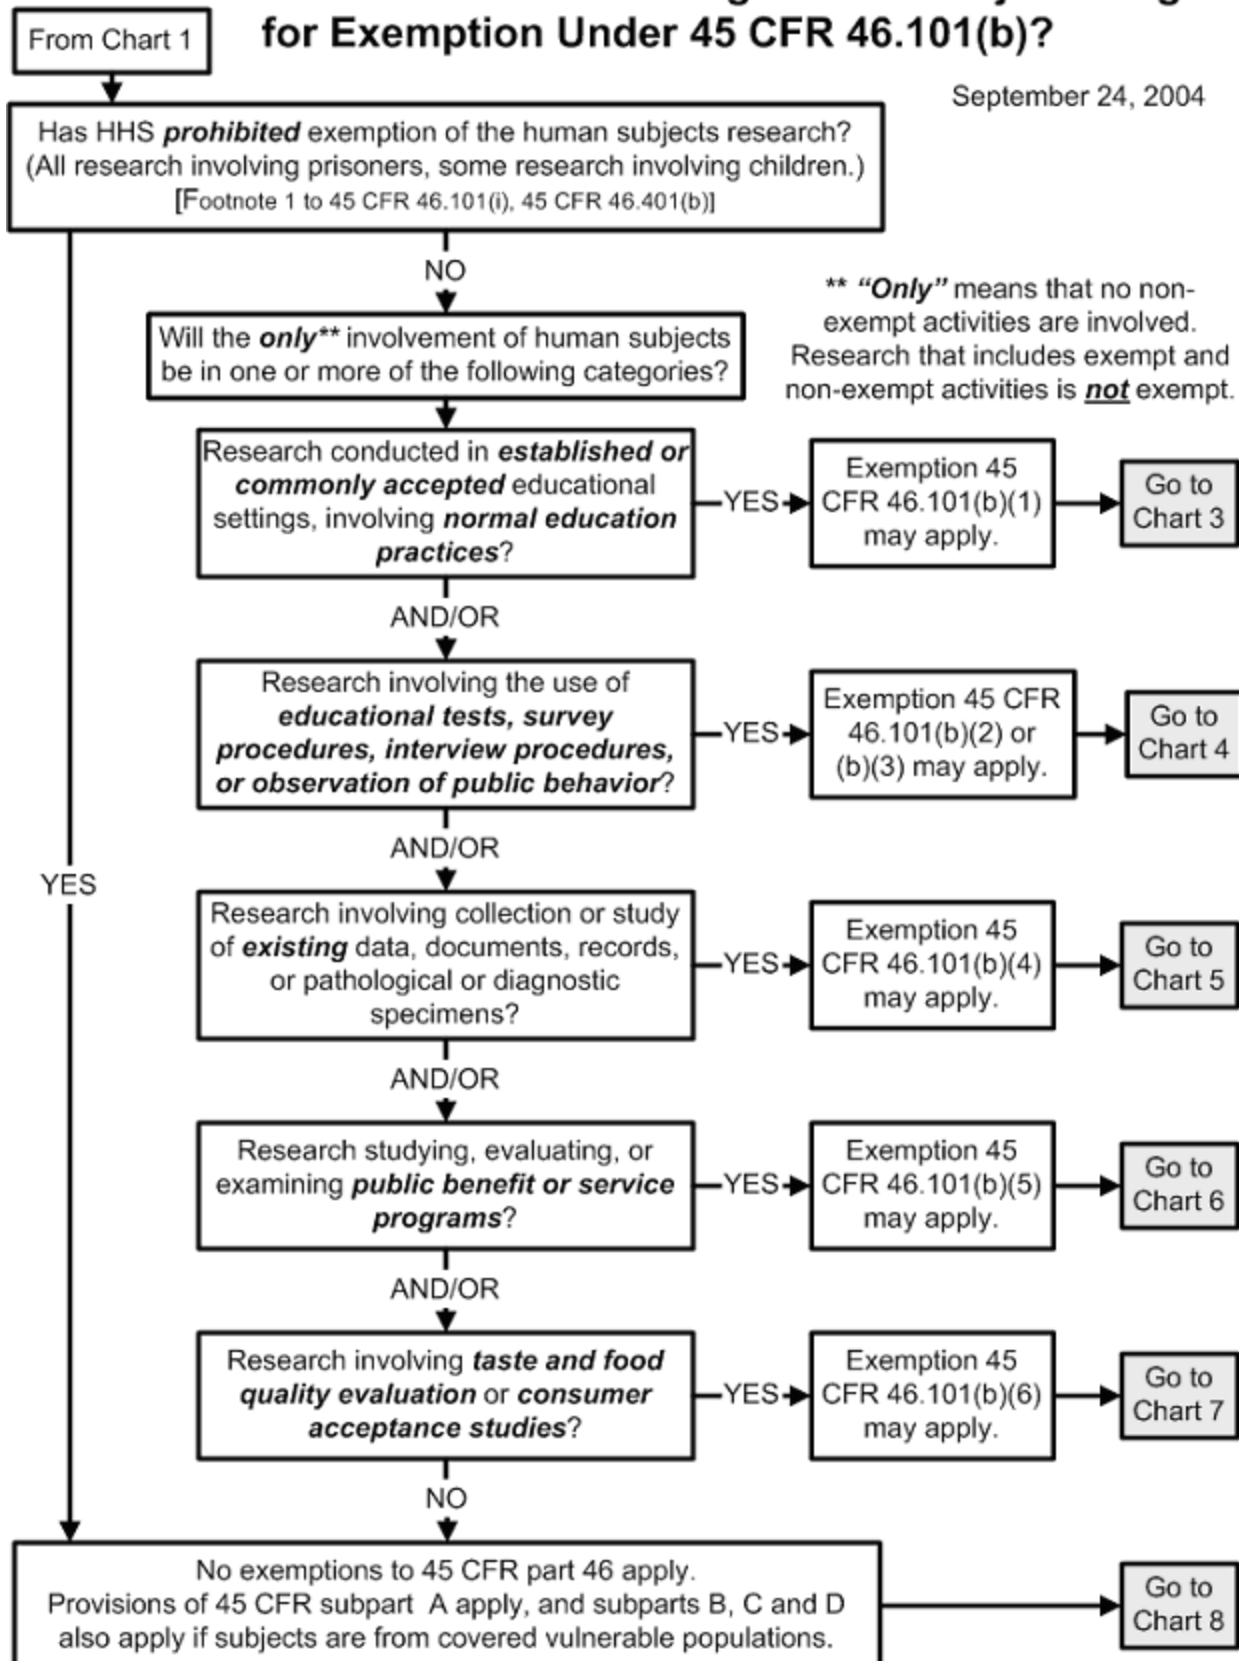 From Chart 1
for Exemption Under 45 CFR 46.101(b)?
September 24, 2004
Has HHS prohibited exemption of the human subjects research?
(All research involving prisoners, some research involving children.)
[Footnote 1 to 45 CFR 46.101(i), 45 CFR 46.401(b)]
NO
** “Only” means that no non-
exempt activities are involved.
Research that includes exempt and
non-exempt activities is not exempt.
Will the only** involvement of human subjects
be in one or more of the following categories?
Research conducted in established or
commonly accepted educational
settings, involving normal education
practices?
YES
Exemption 45
CFR 46.101(b)(1)
may apply.
Go to
Chart 3
AND/OR
Research involving the use of
educational tests, survey
procedures, interview procedures,
or observation of public behavior?
YES
Exemption 45 CFR
46.101(b)(2) or
(b)(3) may apply.
Go to
Chart 4
AND/OR
YES
Research involving collection or study
of existing data, documents, records,
or pathological or diagnostic
specimens?
YES
Exemption 45
CFR 46.101(b)(4)
may apply.
Go to
Chart 5
AND/OR
Research studying, evaluating, or
examining public benefit or service
programs?
YES
Exemption 45
CFR 46.101(b)(5)
may apply.
Go to
Chart 6
AND/OR
Research involving taste and food
quality evaluation or consumer
acceptance studies?
YES
Exemption 45
CFR 46.101(b)(6)
may apply.
Go to
Chart 7
NO
No exemptions to 45 CFR part 46 apply.
Provisions of 45 CFR subpart A apply, and subparts B, C and D
also apply if subjects are from covered vulnerable populations.
Go to
Chart 8